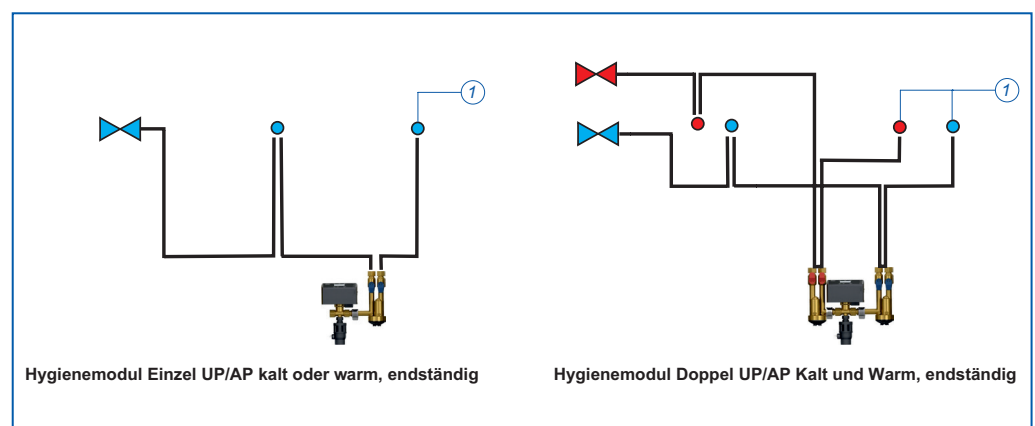 1
1
Hygienemodul Einzel UP/AP kalt oder warm, endständig
Hygienemodul Doppel UP/AP Kalt und Warm, endständig